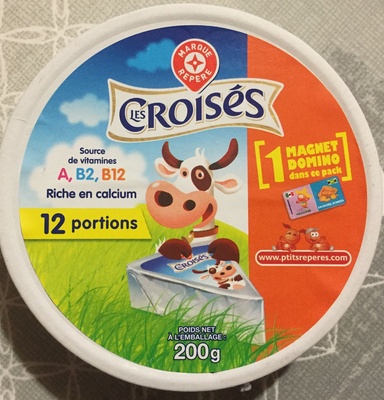 MARQUE
REPÈRE
LES CROISÉS
Source
de vitamines
A, B2, B12
Riche en calcium
12 portions
1 MAGNET
DOMINO
dans ce pack
www.ptitsreperes.com
CROISÉS
POIDS NET
À L'EMBALLAGE :
200g